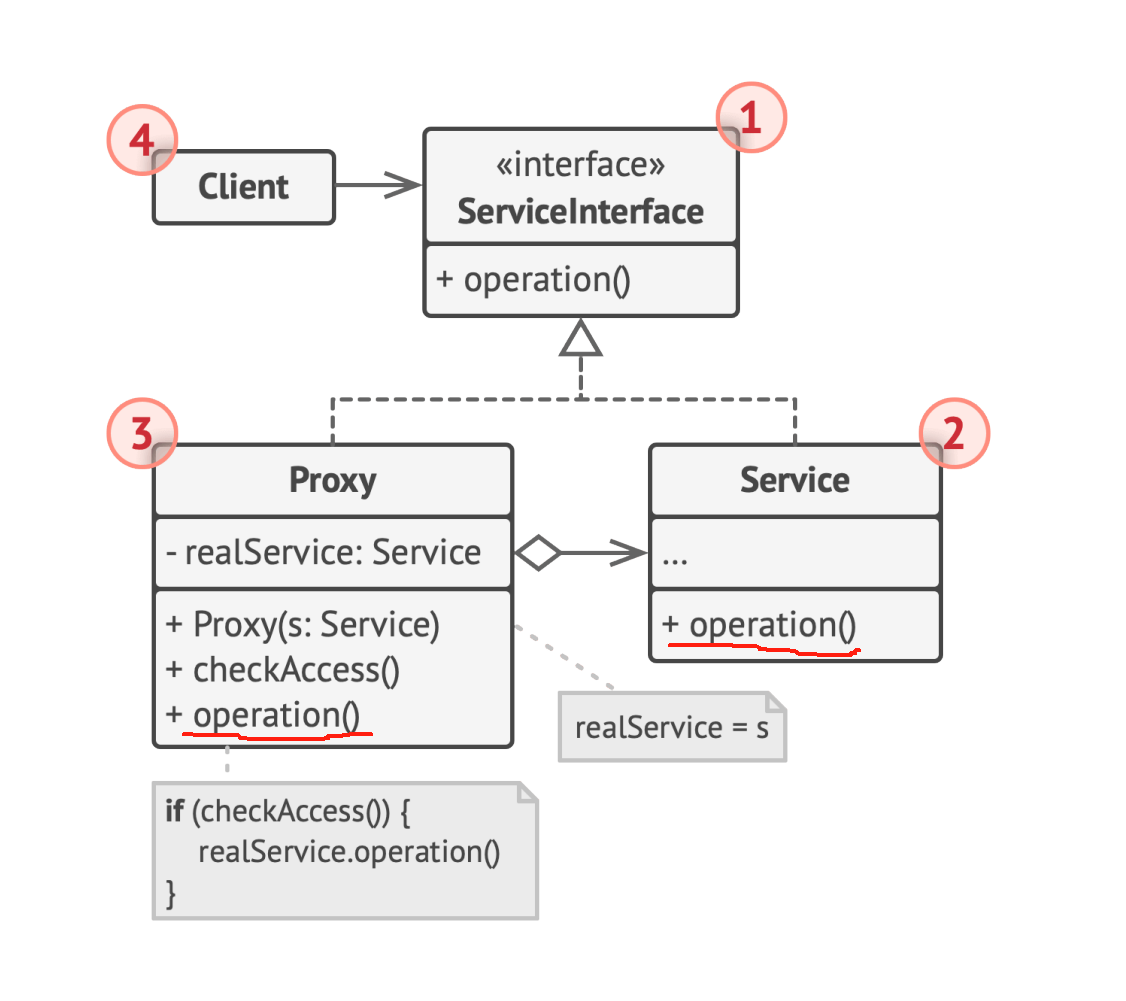 1
4
«interface»
Client
ServiceInterface
+ operation()
3
2
Proxy
Service
- realService: Service
...
+ Proxy(s: Service)
+ checkAccess()
+ operation()
+ operation()
realService = s
if (checkAccess()) {
realService.operation()
}